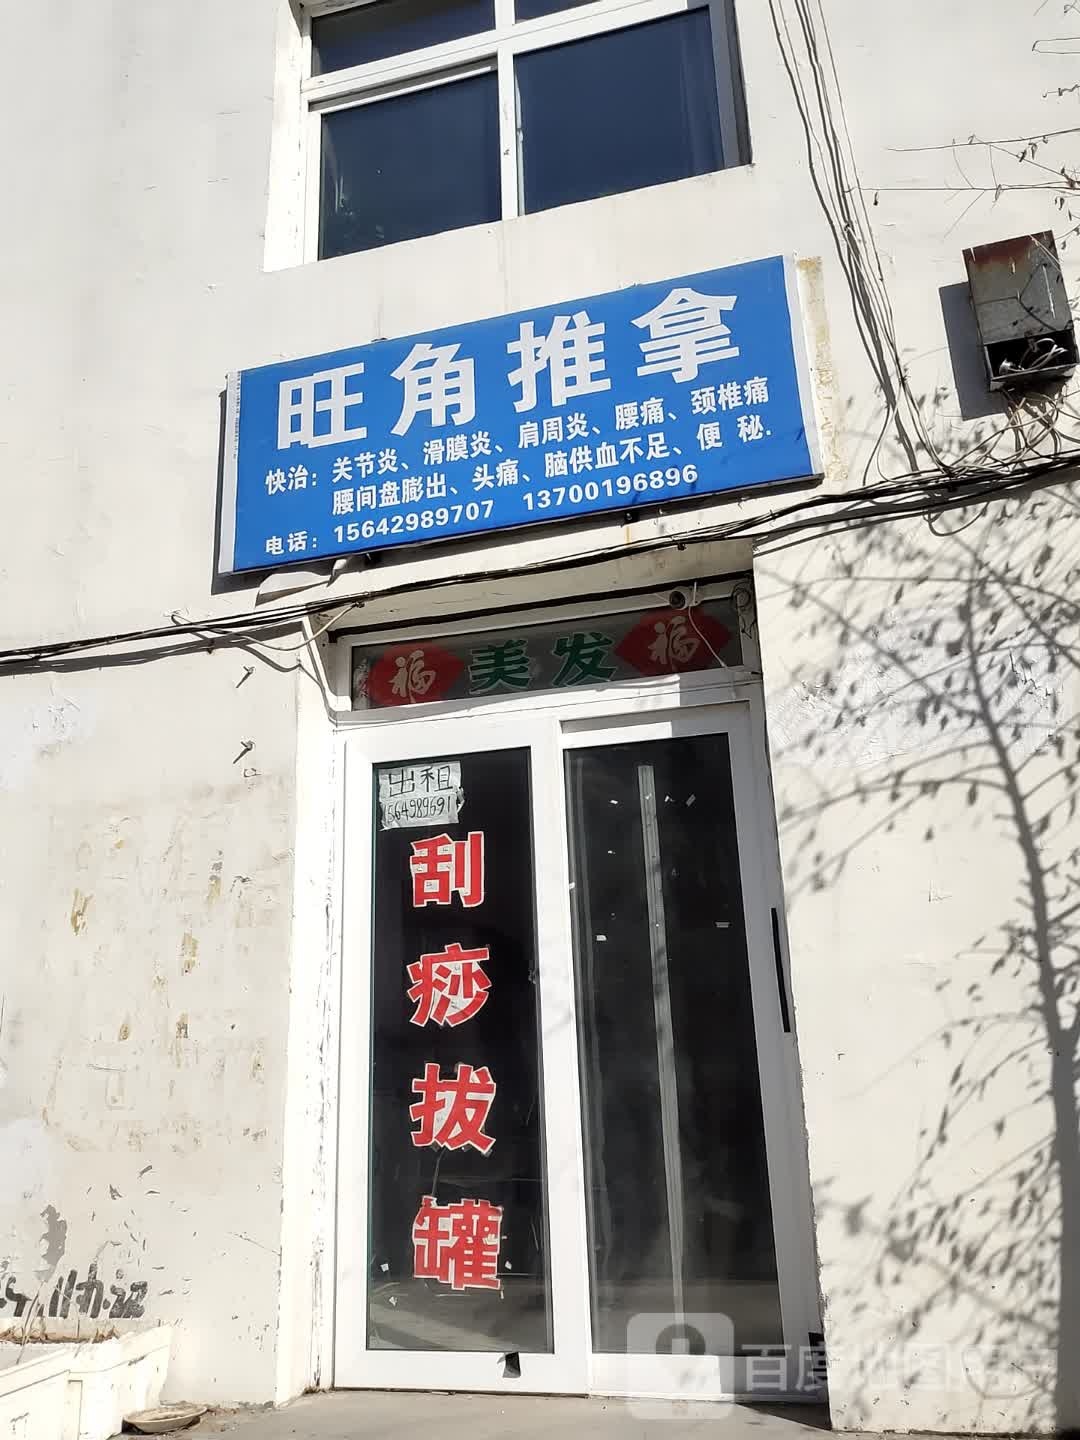 旺角推拿
快治：关节炎、滑膜炎、肩周炎、腰痛、颈椎痛
腰间盘膨出、头痛、脑供血不足、便 秘.
电话：15642989707 13700196896
福 美发 福
出租
刮
痧
拔
罐
办证
百度地图